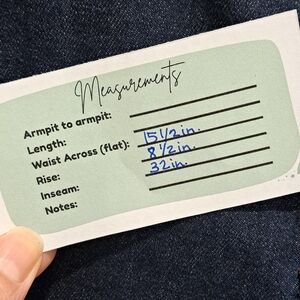 Measurements
Armpit to armpit:
Length:
Waist Across (flat): 15 1/2 in.
Rise: 8 1/2 in.
Inseam: 32 in.
Notes: